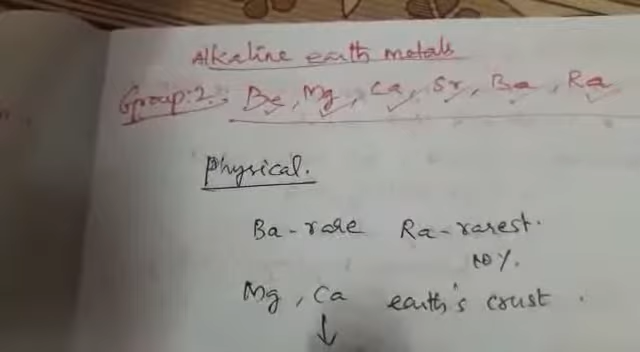 Alkaline earth metals
Group:2: Be, Mg, Ca, Sr, Ba, Ra
Physical.
Ba - rare Ra - rarest.
10%.
Mg, Ca earth's crust.
↓